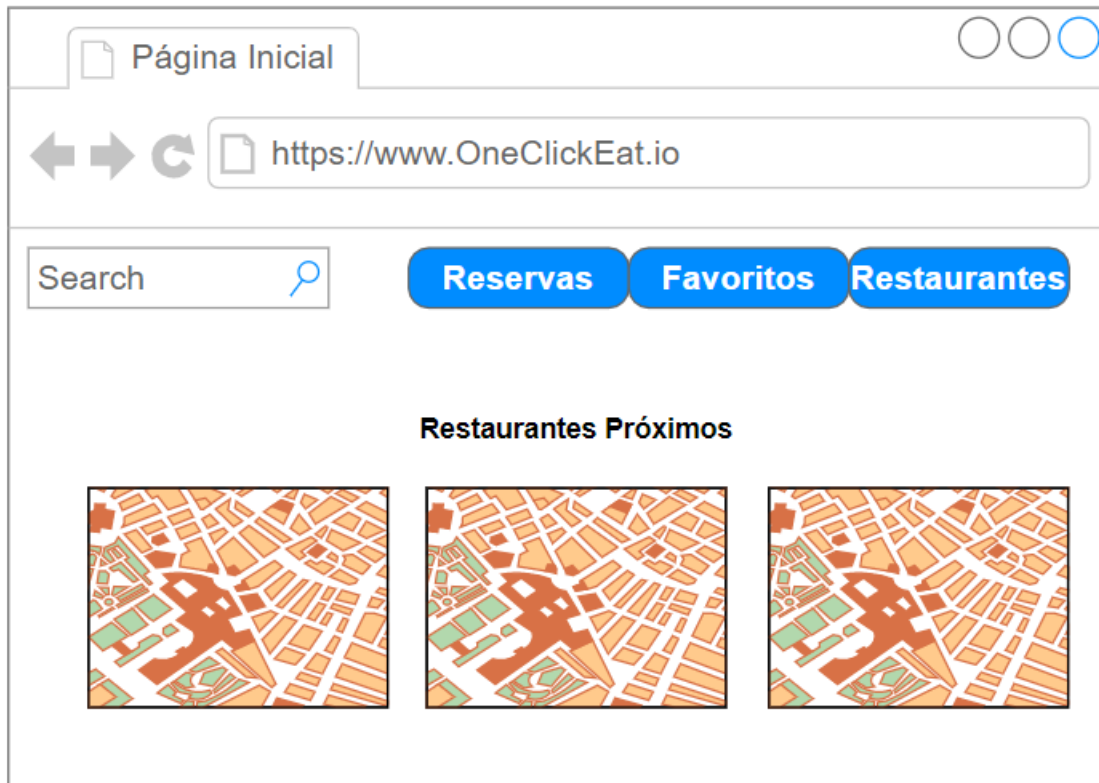 Página Inicial
https://www.OneClickEat.io
Search
Reservas
Favoritos
Restaurantes
Restaurantes Próximos